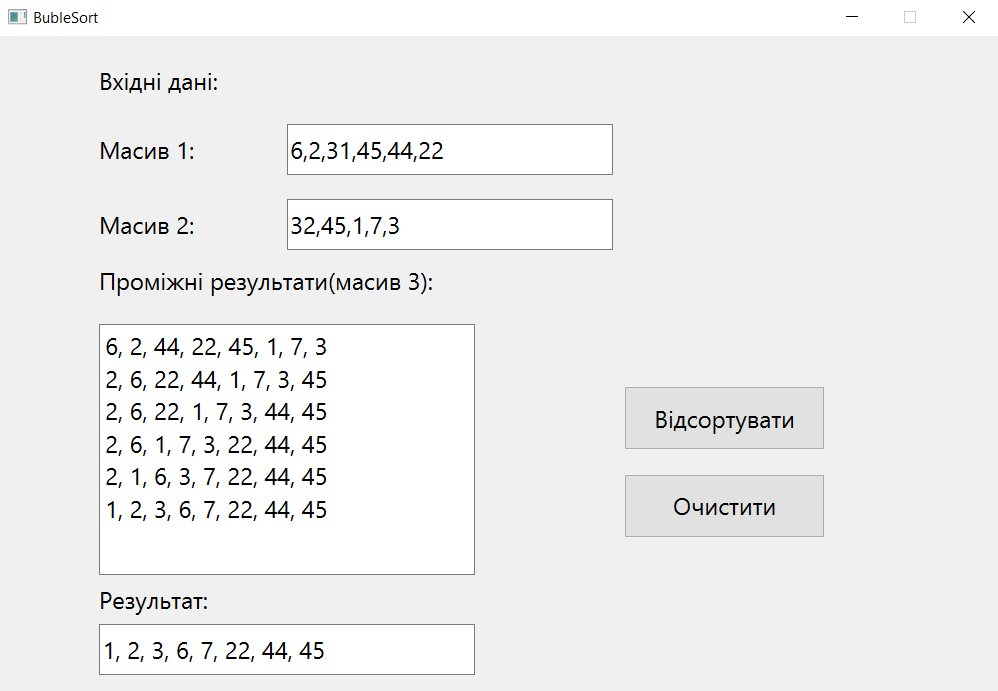 BubleSort
Вхідні дані:
Масив 1: 6,2,31,45,44,22
Масив 2: 32,45,1,7,3
Проміжні результати(масив 3):
6, 2, 44, 22, 45, 1, 7, 3
2, 6, 22, 44, 1, 7, 3, 45
2, 6, 22, 1, 7, 3, 44, 45
2, 6, 1, 7, 3, 22, 44, 45
2, 1, 6, 3, 7, 22, 44, 45
1, 2, 3, 6, 7, 22, 44, 45
Відсортувати
Очистити
Результат:
1, 2, 3, 6, 7, 22, 44, 45